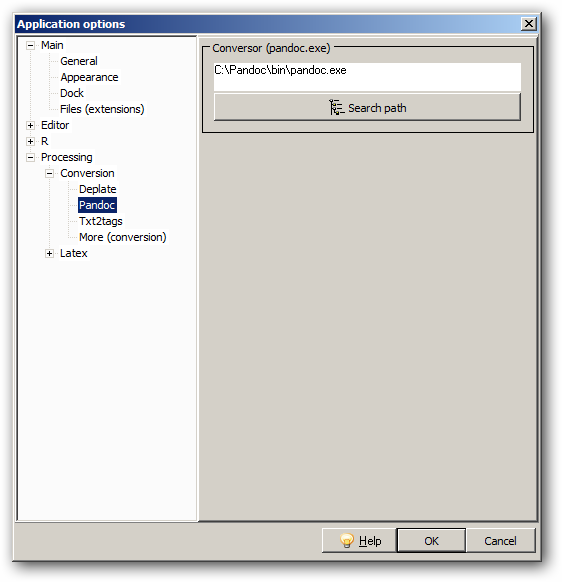 Application options
Main
General
Appearance
Dock
Files (extensions)
Editor
R
Processing
Conversion
Deplate
Pandoc
Txt2tags
More (conversion)
Latex
Conversor (pandoc.exe)
C:\Pandoc\bin\pandoc.exe
Search path
Help
OK
Cancel